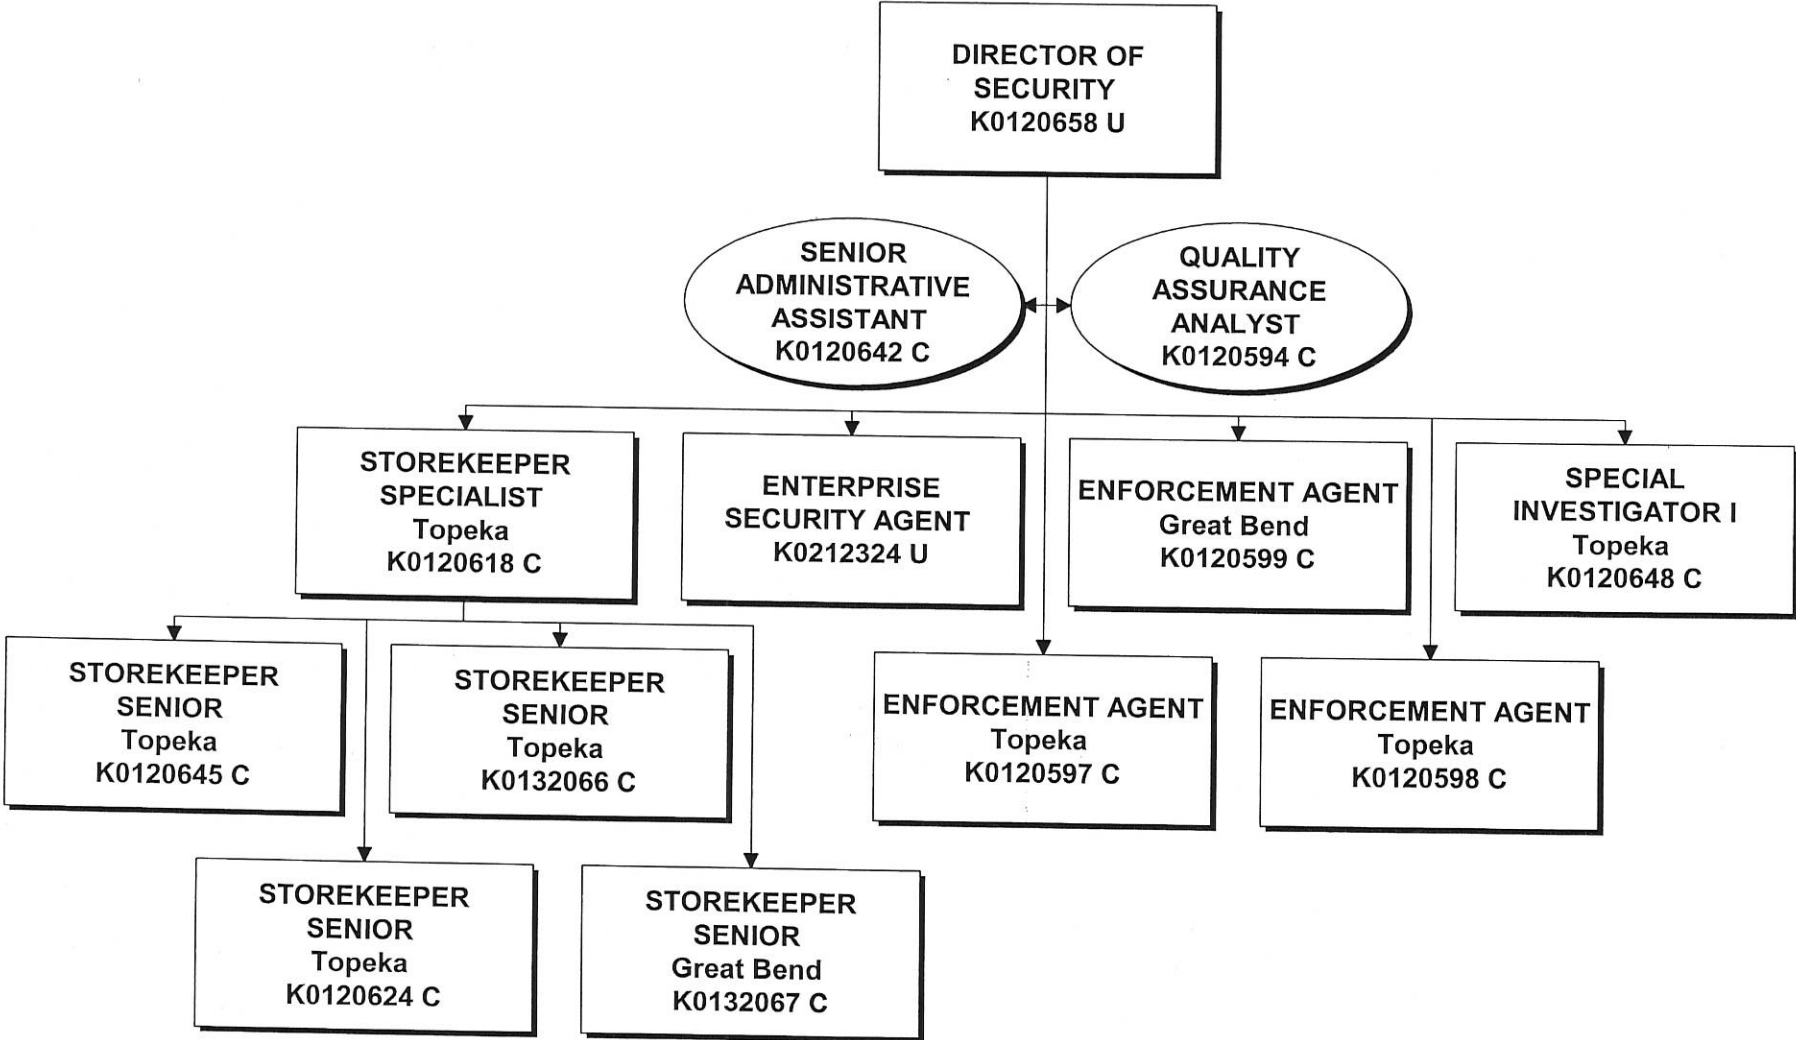 DIRECTOR OF
SECURITY
K0120658 U
SENIOR
ADMINISTRATIVE
ASSISTANT
K0120642 C
QUALITY
ASSURANCE
ANALYST
K0120594 C
STOREKEEPER
SPECIALIST
Topeka
K0120618 C
ENTERPRISE
SECURITY AGENT
K0212324 U
ENFORCEMENT AGENT
Great Bend
K0120599 C
SPECIAL
INVESTIGATOR I
Topeka
K0120648 C
STOREKEEPER
SENIOR
Topeka
K0120645 C
STOREKEEPER
SENIOR
Topeka
K0132066 C
ENFORCEMENT AGENT
Topeka
K0120597 C
ENFORCEMENT AGENT
Topeka
K0120598 C
STOREKEEPER
SENIOR
Topeka
K0120624 C
STOREKEEPER
SENIOR
Great Bend
K0132067 C